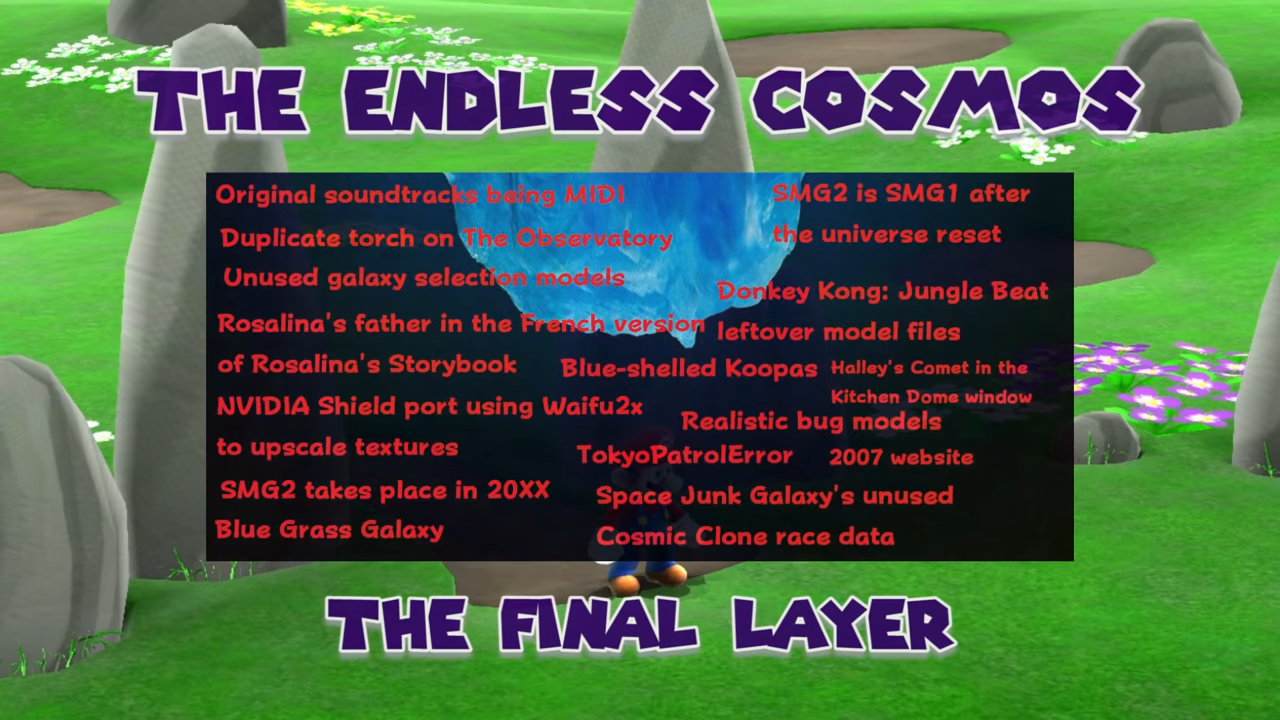 THE ENDLESS COSMOS
Original soundtracks being MIDI
Duplicate torch on The Observatory
Unused galaxy selection models
Rosalina's father in the French version
of Rosalina's Storybook
NVIDIA Shield port using Waifu2x
to upscale textures
SMG2 takes place in 20XX
Blue Grass Galaxy
SMG2 is SMG1 after
the universe reset
Donkey Kong: Jungle Beat
leftover model files
Blue-shelled Koopas
Halley's Comet in the
Kitchen Dome window
Realistic bug models
TokyoPatrolError
2007 website
Space Junk Galaxy's unused
Cosmic Clone race data
THE FINAL LAYER